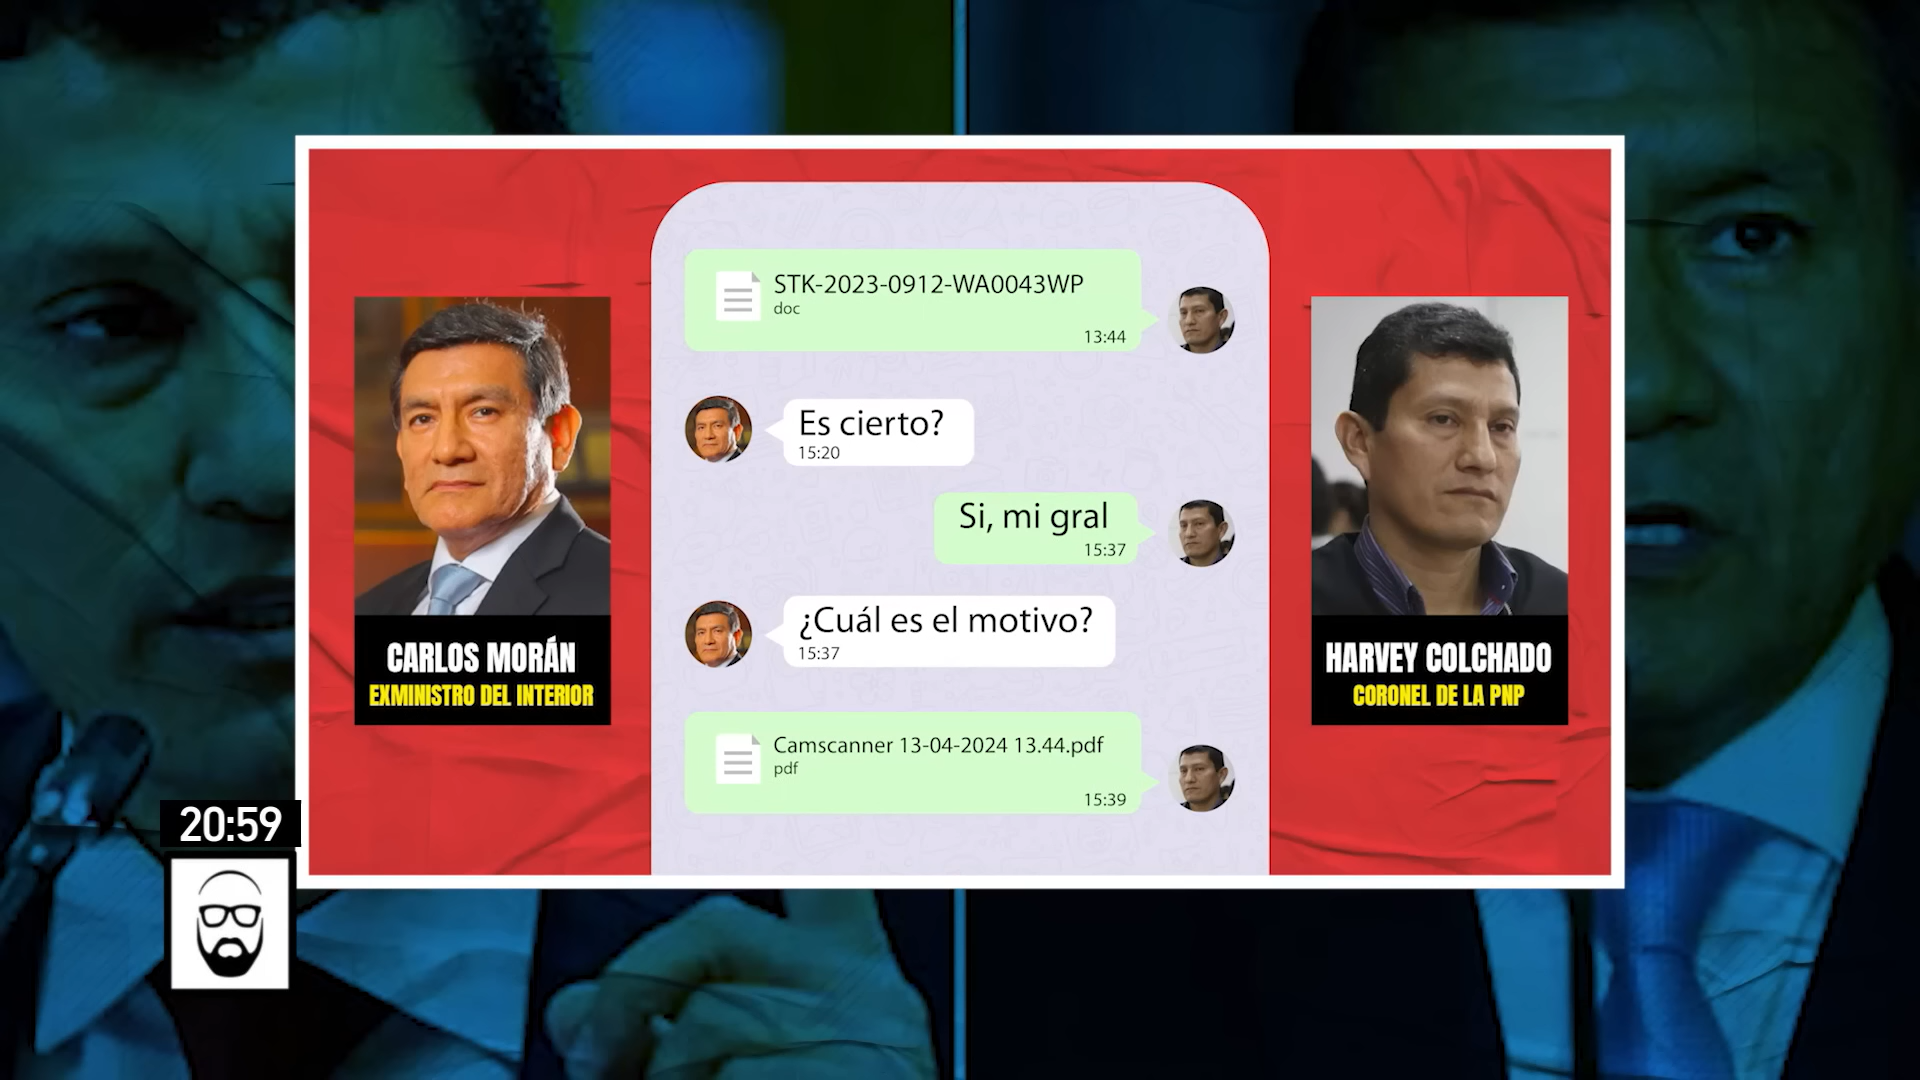 STK-2023-0912-WA0043WP
doc
13:44
Es cierto?
15:20
Si, mi gral
15:37
¿Cuál es el motivo?
15:37
Camscanner 13-04-2024 13.44.pdf
pdf
15:39
CARLOS MORÁN
EXMINISTRO DEL INTERIOR
HARVEY COLCHADO
CORONEL DE LA PNP
20:59